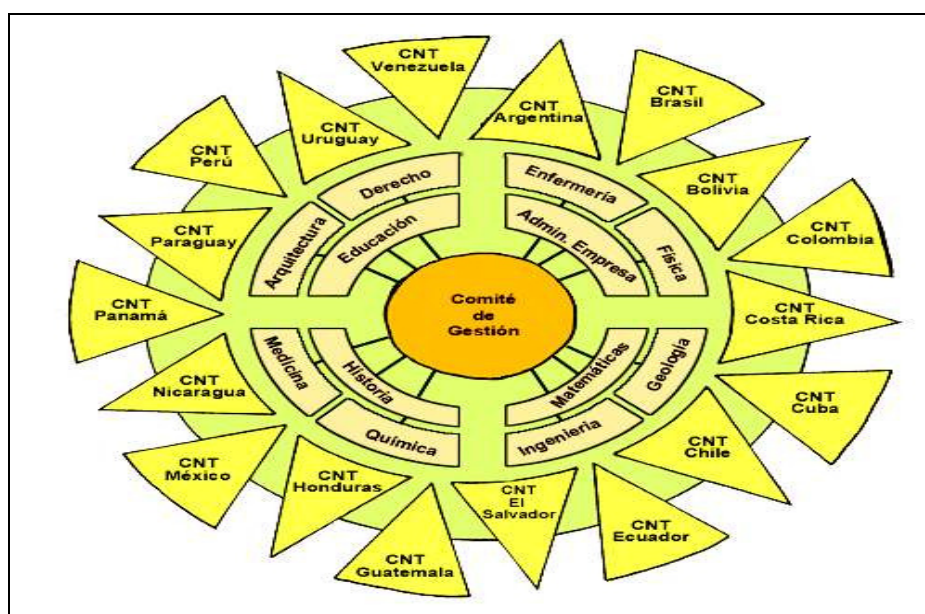 CNT
Venezuela
CNT
Argentina
CNT
Brasil
CNT
Uruguay
CNT
Perú
CNT
Bolivia
CNT
Colombia
CNT
Paraguay
CNT
Panamá
CNT
Costa Rica
CNT
Nicaragua
CNT
Cuba
CNT
México
CNT
Honduras
CNT
Chile
CNT
Guatemala
CNT
El
Salvador
CNT
Ecuador
Derecho
Enfermería
Arquitectura
Educación
Admin. Empresa
Física
Comité
de
Gestión
Medicina
Historia
Matemáticas
Geología
Química
Ingeniería